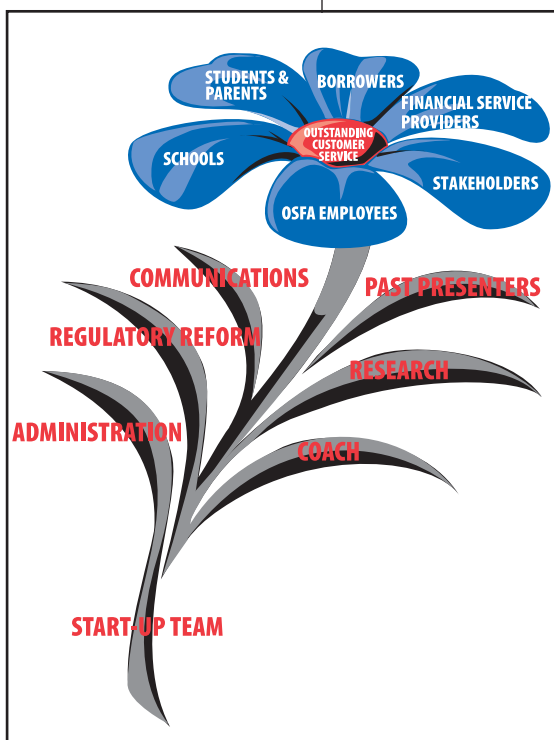 STUDENTS &
PARENTS
BORROWERS
FINANCIAL SERVICE
PROVIDERS
OUTSTANDING
CUSTOMER
SERVICE
SCHOOLS
STAKEHOLDERS
OSFA EMPLOYEES
COMMUNICATIONS
PAST PRESENTERS
REGULATORY REFORM
RESEARCH
ADMINISTRATION
COACH
START-UP TEAM